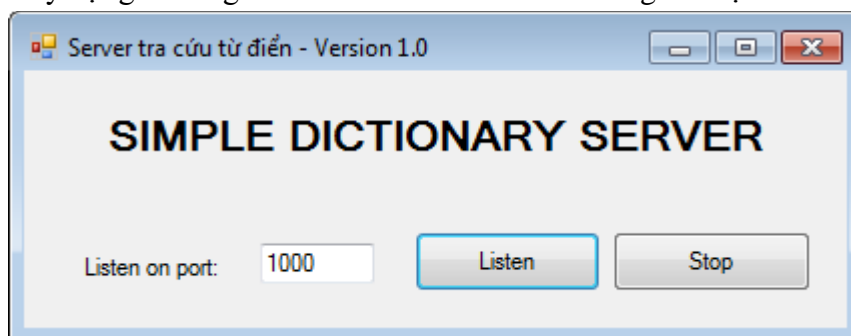 Server tra cứu từ điển - Version 1.0
SIMPLE DICTIONARY SERVER
Listen on port: 1000 Listen Stop